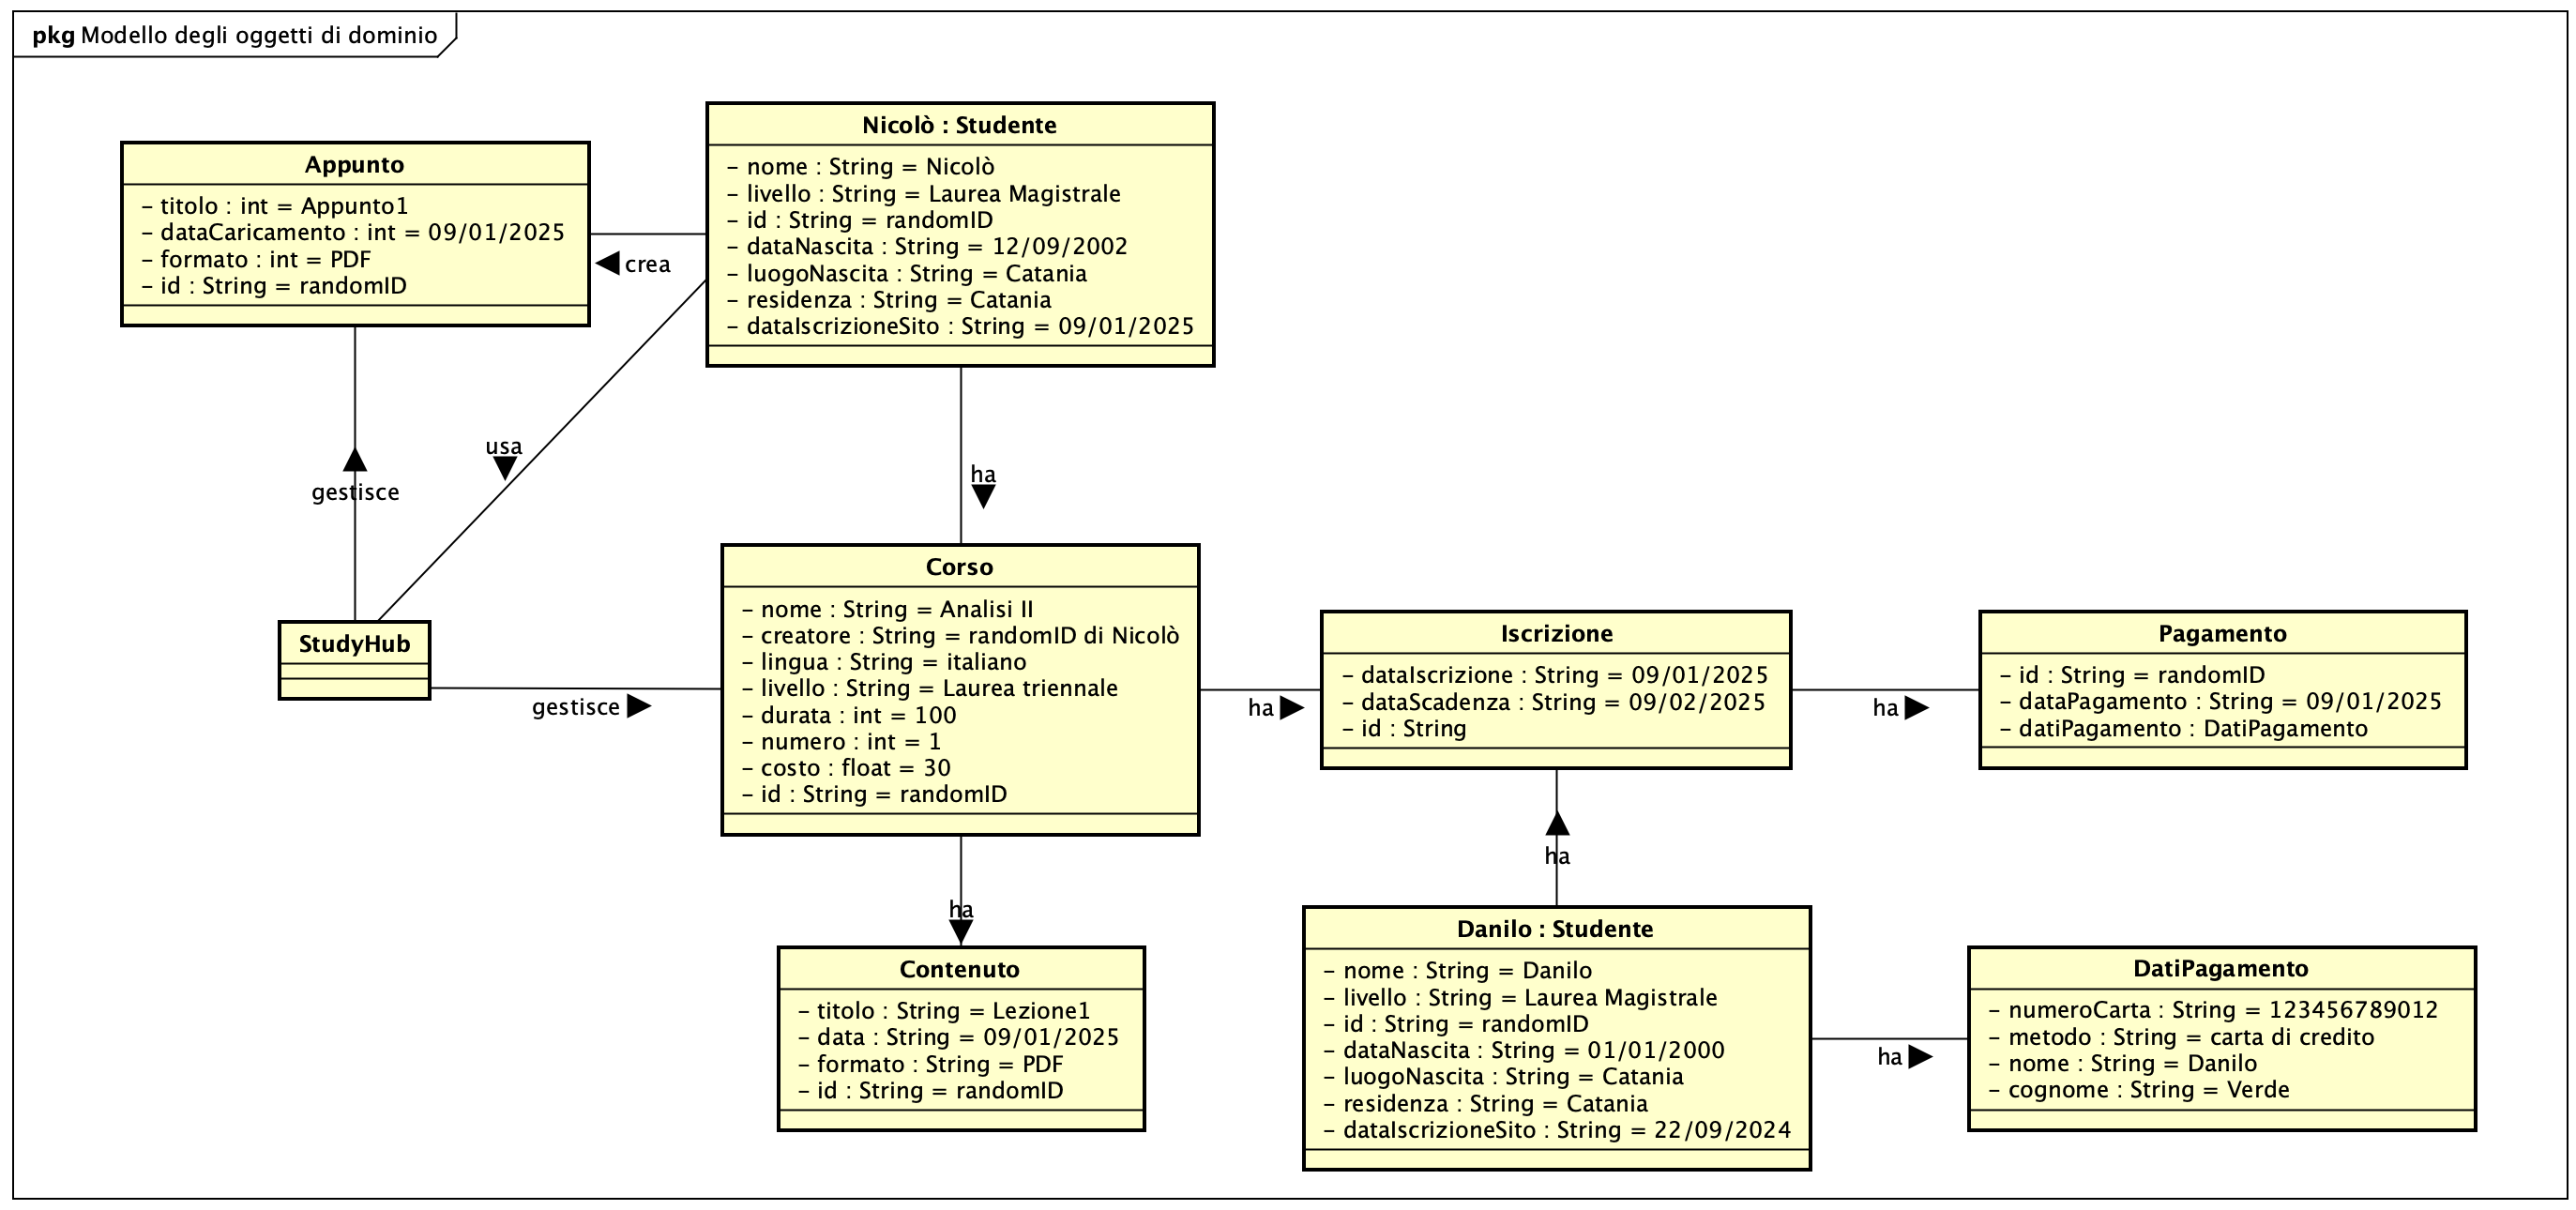 pkg Modello degli oggetti di dominio
Appunto
– titolo : int = Appunto1
– dataCaricamento : int = 09/01/2025
– formato : int = PDF
– id : String = randomID
Nicolò : Studente
– nome : String = Nicolò
– livello : String = Laurea Magistrale
– id : String = randomID
– dataNascita : String = 12/09/2002
– luogoNascita : String = Catania
– residenza : String = Catania
– dataIscrizioneSito : String = 09/01/2025
crea
usa
gestisce
ha
StudyHub
gestisce
Corso
– nome : String = Analisi II
– creatore : String = randomID di Nicolò
– lingua : String = italiano
– livello : String = Laurea triennale
– durata : int = 100
– numero : int = 1
– costo : float = 30
– id : String = randomID
ha
Iscrizione
– dataIscrizione : String = 09/01/2025
– dataScadenza : String = 09/02/2025
– id : String
ha
Pagamento
– id : String = randomID
– dataPagamento : String = 09/01/2025
– datiPagamento : DatiPagamento
ha
ha
Contenuto
– titolo : String = Lezione1
– data : String = 09/01/2025
– formato : String = PDF
– id : String = randomID
Danilo : Studente
– nome : String = Danilo
– livello : String = Laurea Magistrale
– id : String = randomID
– dataNascita : String = 01/01/2000
– luogoNascita : String = Catania
– residenza : String = Catania
– dataIscrizioneSito : String = 22/09/2024
ha
DatiPagamento
– numeroCarta : String = 123456789012
– metodo : String = carta di credito
– nome : String = Danilo
– cognome : String = Verde